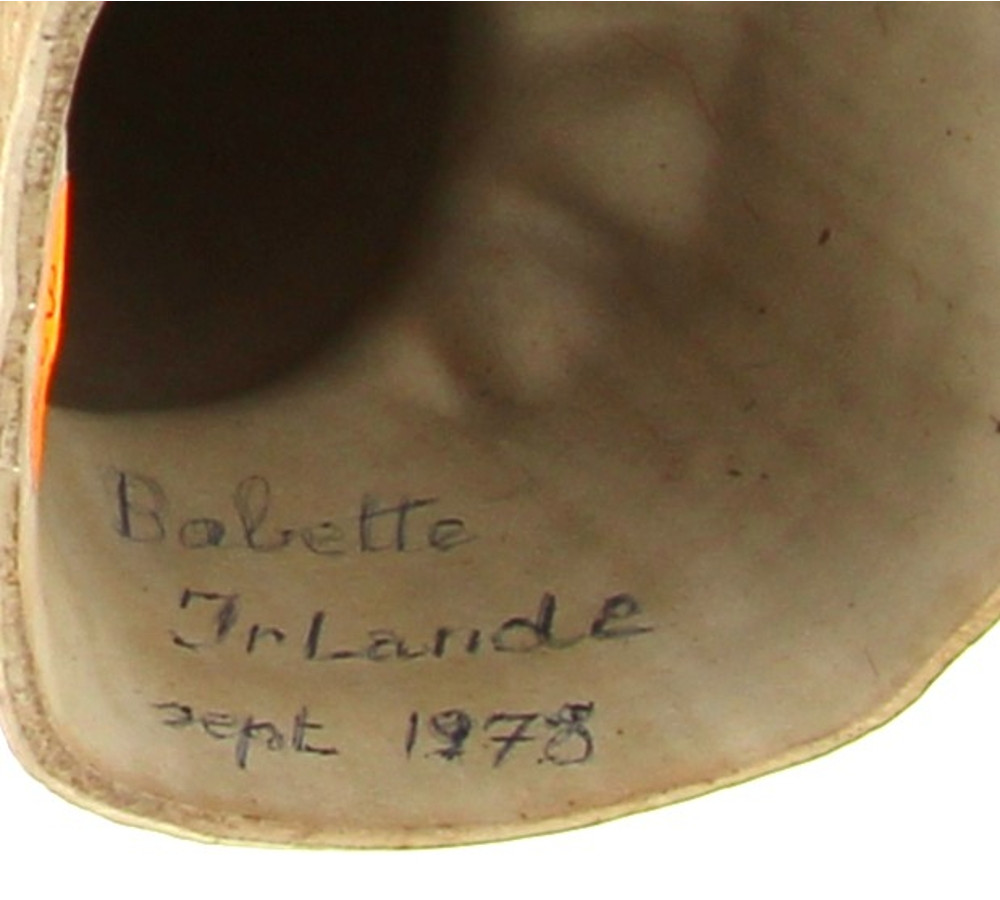 Babette
IrLande
sept 1978